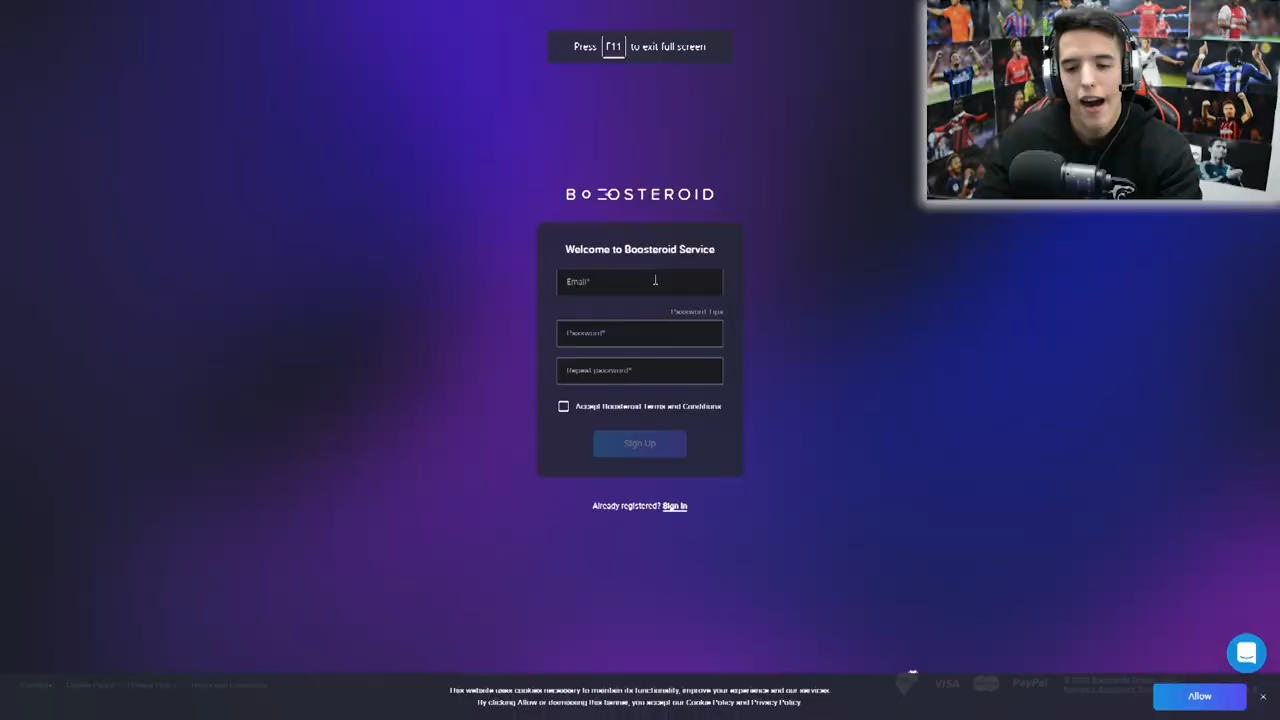 Press F11 to exit full screen
BOOSTEROID
Welcome to Boosteroid Service
Email*
Password Tips
Password*
Repeat password*
Accept Boosteroid Terms and Conditions
Sign Up
Already registered? Sign In
This website uses cookies necessary to maintain its functionality, improve your experience and our services.
By clicking Allow or dismissing this banner, you accept our Cookie Policy and Privacy Policy
VISA
PayPal
Allow